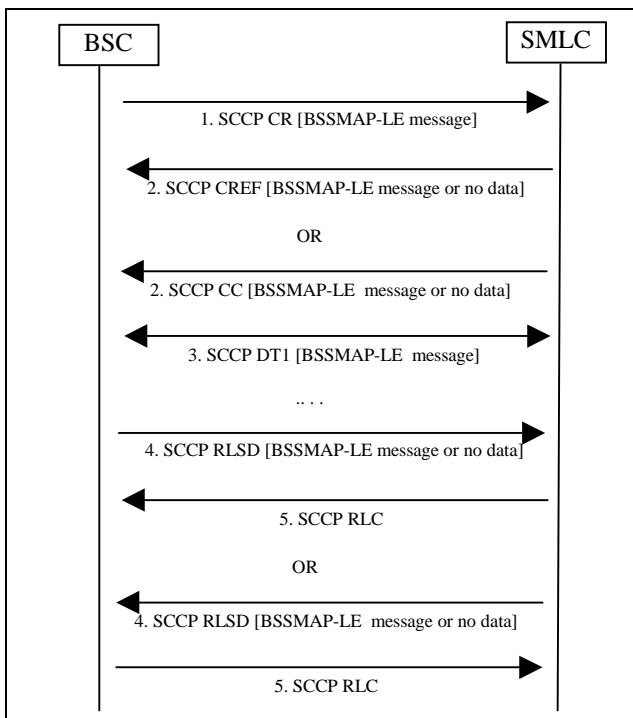 BSC SMLC
1. SCCP CR [BSSMAP-LE message]
2. SCCP CREF [BSSMAP-LE message or no data]
OR
2. SCCP CC [BSSMAP-LE message or no data]
3. SCCP DT1 [BSSMAP-LE message]
.. . .
4. SCCP RLSD [BSSMAP-LE message or no data]
5. SCCP RLC
OR
4. SCCP RLSD [BSSMAP-LE message or no data]
5. SCCP RLC